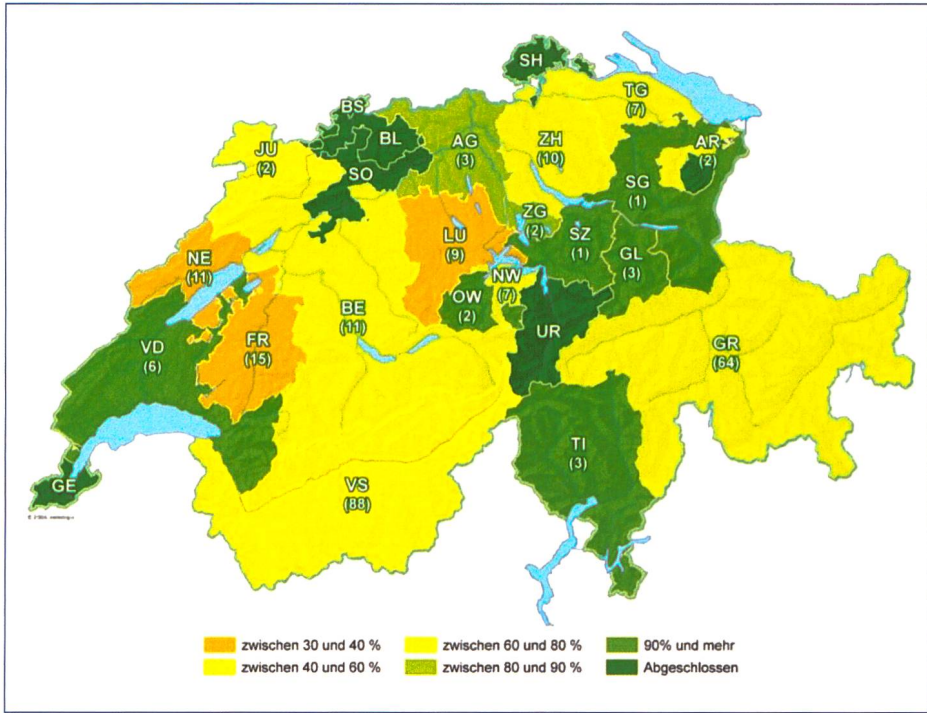 SH
BS
BL
SO
JU
(2)
AG
(3)
ZH
(10)
TG
(7)
AR
(2)
SG
(1)
ZG
(2)
SZ
(1)
GL
(3)
LU
(9)
NW
(7)
OW
(2)
UR
NE
(11)
BE
(11)
FR
(15)
VD
(6)
GR
(64)
TI
(3)
VS
(88)
GE
zwischen 30 und 40 %
zwischen 40 und 60 %
zwischen 60 und 80 %
zwischen 80 und 90 %
90% und mehr
Abgeschlossen